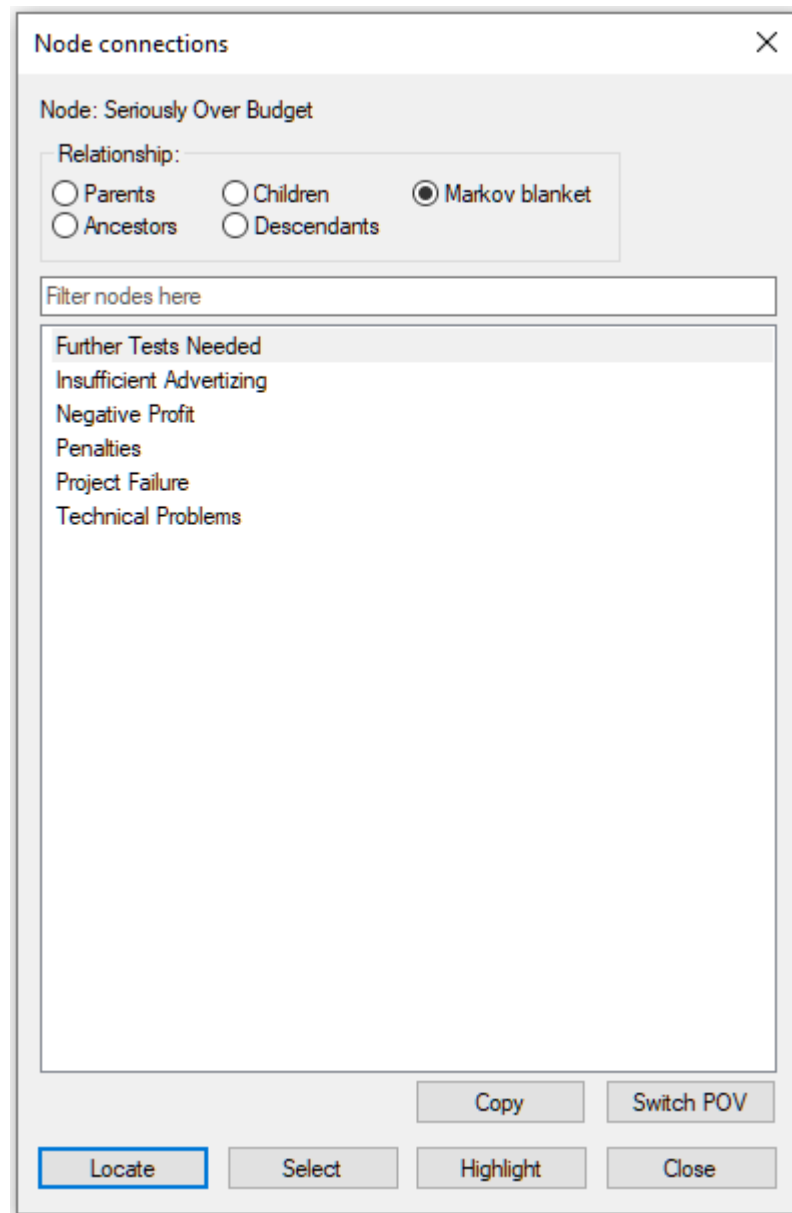 Node connections
Node: Seriously Over Budget
Relationship:
Parents Children Markov blanket
Ancestors Descendants
Filter nodes here
Further Tests Needed
Insufficient Advertizing
Negative Profit
Penalties
Project Failure
Technical Problems
Copy Switch POV
Locate Select Highlight Close